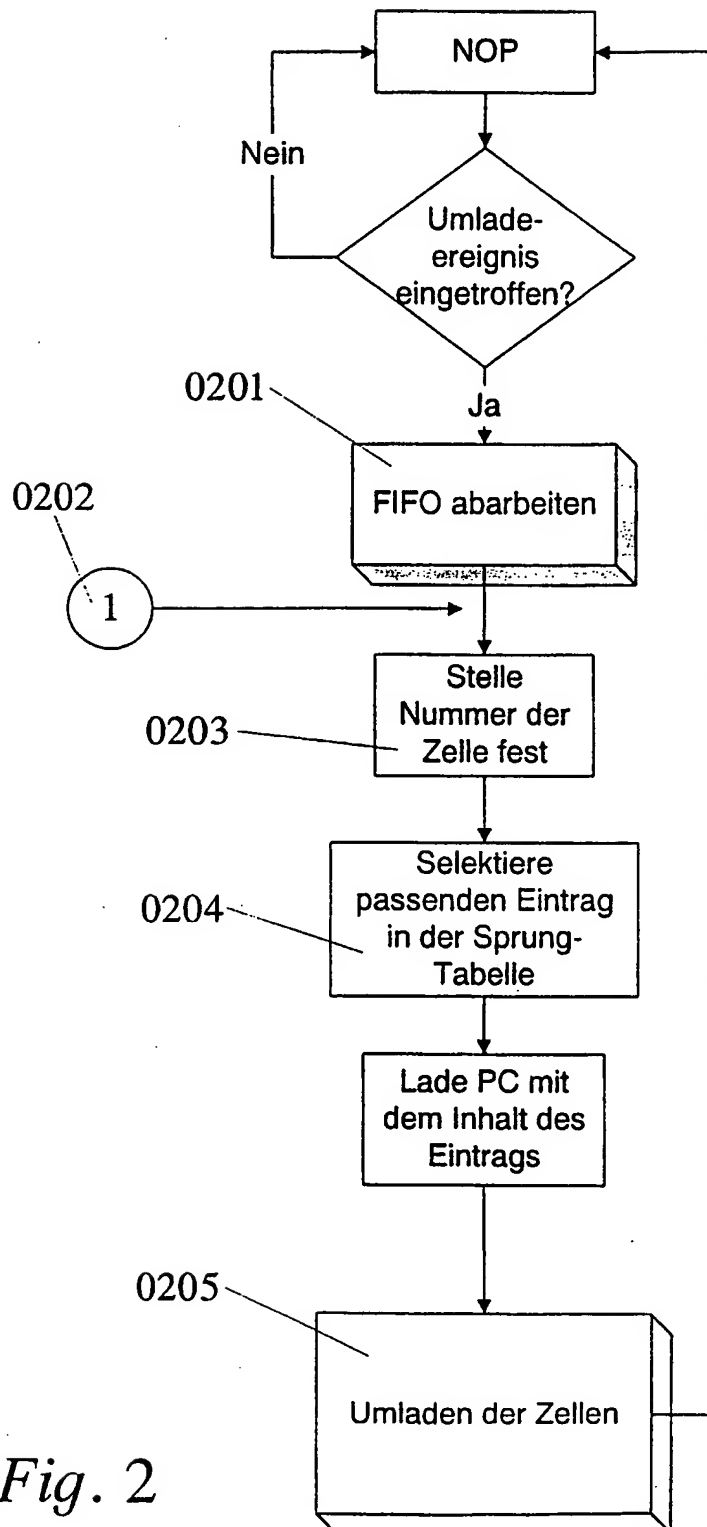 NOP
Nein
Umlade-
ereignis
eingetroffen?
Ja
0201
FIFO abarbeiten
0202
1
Stelle
Nummer der
Zelle fest
0203
Selektiere
passenden Eintrag
in der Sprung-
Tabelle
0204
Lade PC mit
dem Inhalt des
Eintrags
0205
Umladen der Zellen
Fig. 2